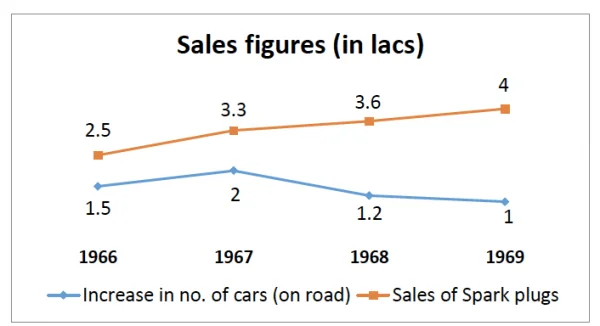 Sales figures (in lacs)
2.5 3.3 3.6 4
1.5 2 1.2 1
1966 1967 1968 1969
Increase in no. of cars (on road) Sales of Spark plugs